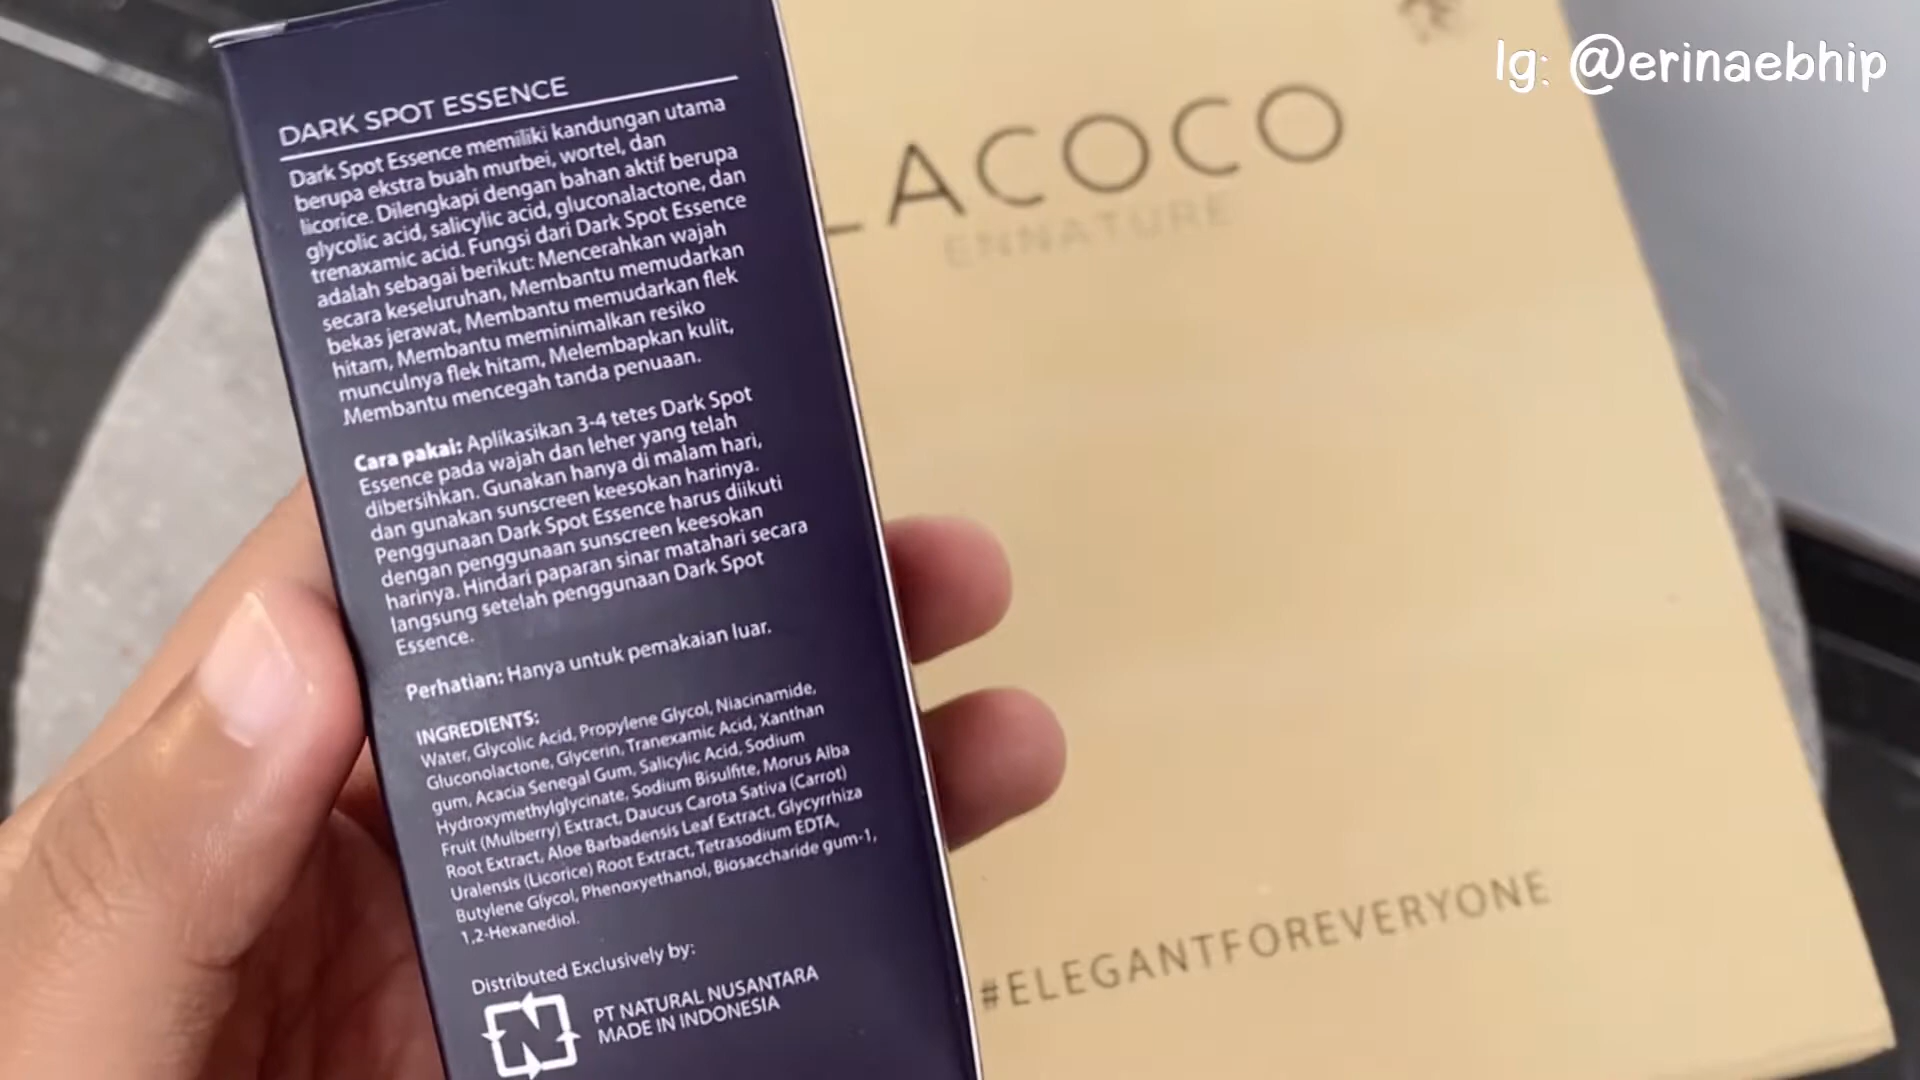 Ig: @erinaebhip
DARK SPOT ESSENCE
Dark Spot Essence memiliki kandungan utama
berupa ekstra buah murbei, wortel, dan
licorice. Dilengkapi dengan bahan aktif berupa
glycolic acid, salicylic acid, gluconalactone, dan
trenaxamic acid. Fungsi dari Dark Spot Essence
adalah sebagai berikut: Mencerahkan wajah
secara keseluruhan, Membantu memudarkan
bekas jerawat, Membantu memudarkan flek
hitam, Membantu meminimalkan resiko
munculnya flek hitam, Melembapkan kulit,
Membantu mencegah tanda penuaan.
Cara pakai: Aplikasikan 3-4 tetes Dark Spot
Essence pada wajah dan leher yang telah
dibersihkan. Gunakan hanya di malam hari,
dan gunakan sunscreen keesokan harinya.
Penggunaan Dark Spot Essence harus diikuti
dengan penggunaan sunscreen keesokan
harinya. Hindari paparan sinar matahari secara
langsung setelah penggunaan Dark Spot
Essence.
Perhatian: Hanya untuk pemakaian luar.
INGREDIENTS:
Water, Glycolic Acid, Propylene Glycol, Niacinamide,
Gluconolactone, Glycerin, Tranexamic Acid, Xanthan
gum, Acacia Senegal Gum, Salicylic Acid, Sodium
Hydroxymethylglycinate, Sodium Bisulfite, Morus Alba
Fruit (Mulberry) Extract, Daucus Carota Sativa (Carrot)
Root Extract, Aloe Barbadensis Leaf Extract, Glycyrrhiza
Uralensis (Licorice) Root Extract, Tetrasodium EDTA,
Butylene Glycol, Phenoxyethanol, Biosaccharide gum-1,
1,2-Hexanediol.
Distributed Exclusively by:
PT NATURAL NUSANTARA
MADE IN INDONESIA
LACOCO
ENNATURE
#ELEGANTFOREVERYONE